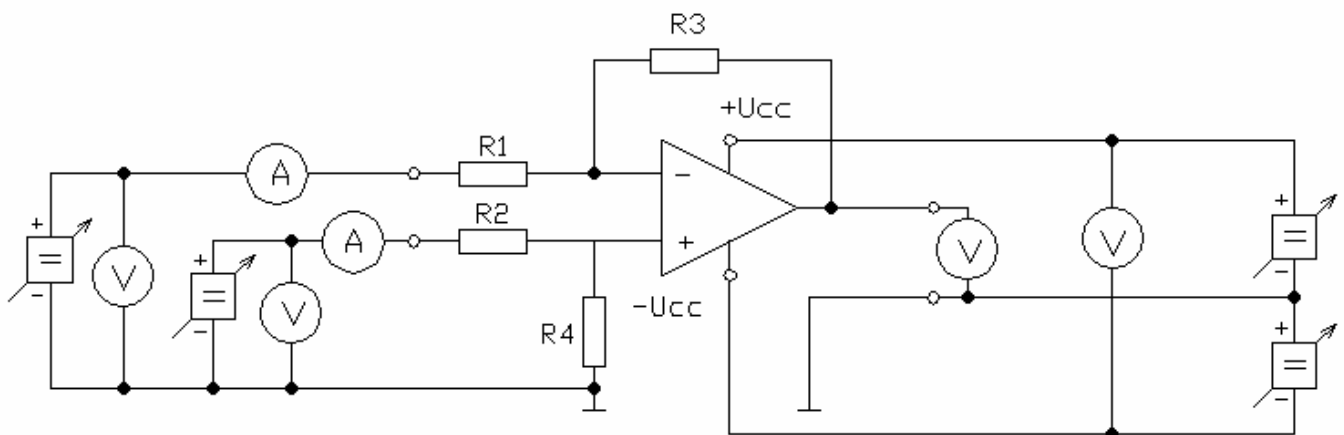 R3
+Ucc
R1
A
-
R2
A
+
+
=
-
V
+
=
-
V
R4
-Ucc
V
V
+
=
-
+
=
-